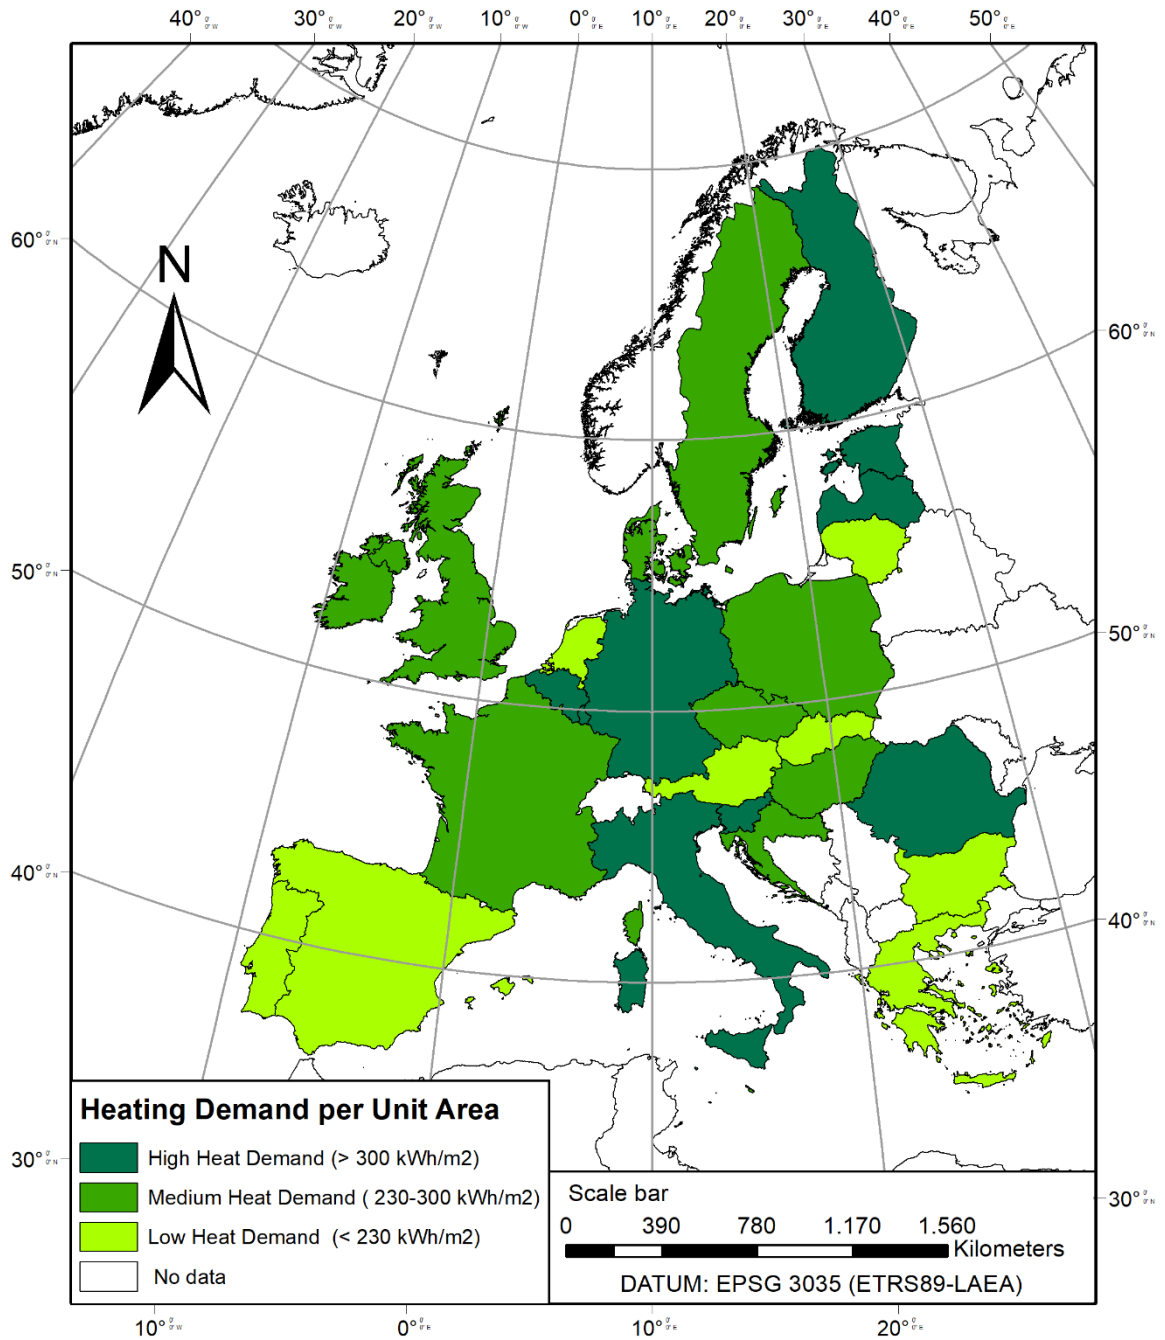 40° 30° 20° 10° 0° 10° 20° 30° 40° 50°
60°
N
60°
50°
50°
40°
40°
Heating Demand per Unit Area
High Heat Demand (> 300 kWh/m2)
Medium Heat Demand ( 230-300 kWh/m2)
Low Heat Demand (< 230 kWh/m2)
No data
30°
Scale bar
0 390 780 1.170 1.560
Kilometers
DATUM: EPSG 3035 (ETRS89-LAEA)
30°
10° 0° 10° 20°